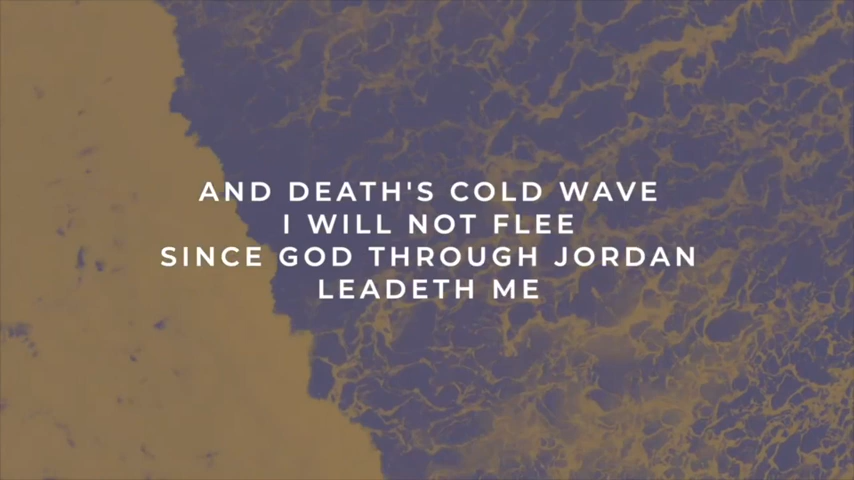 AND DEATH'S COLD WAVE
I WILL NOT FLEE
SINCE GOD THROUGH JORDAN
LEADETH ME